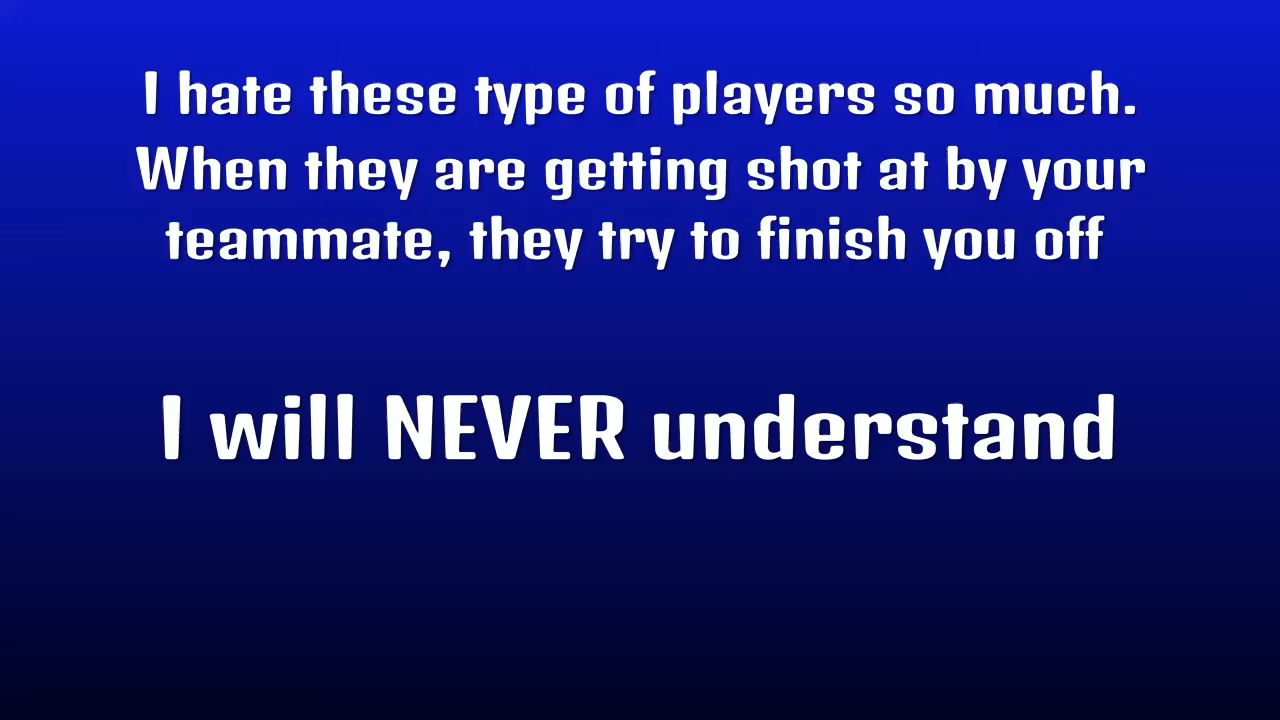 I hate these type of players so much.
When they are getting shot at by your
teammate, they try to finish you off
I will NEVER understand